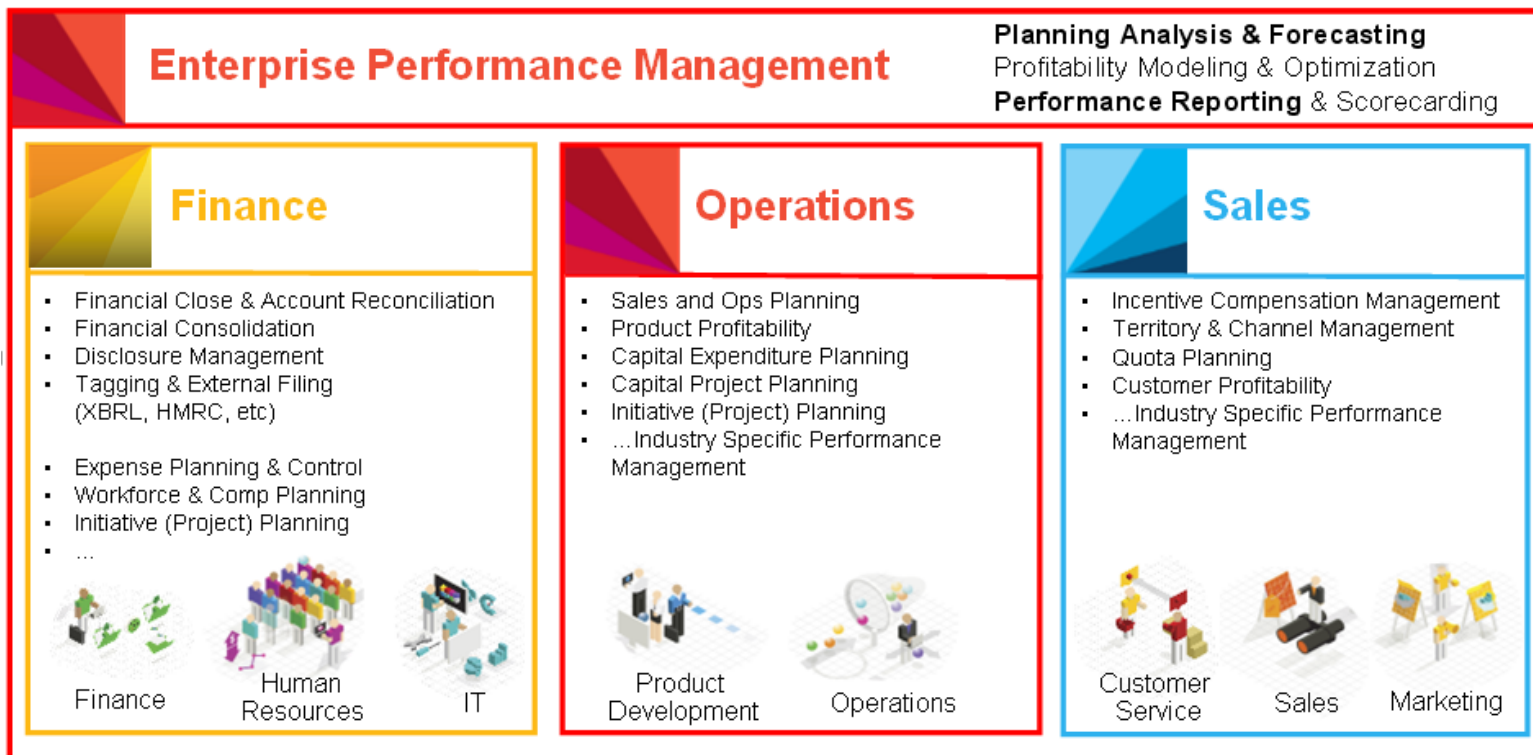 Enterprise Performance Management
Planning Analysis & Forecasting
Profitability Modeling & Optimization
Performance Reporting & Scorecarding
Finance
▪ Financial Close & Account Reconciliation
▪ Financial Consolidation
▪ Disclosure Management
▪ Tagging & External Filing
(XBRL, HMRC, etc)
▪ Expense Planning & Control
▪ Workforce & Comp Planning
▪ Initiative (Project) Planning
▪ ...
Finance
Human
Resources
IT
Operations
▪ Sales and Ops Planning
▪ Product Profitability
▪ Capital Expenditure Planning
▪ Capital Project Planning
▪ Initiative (Project) Planning
▪ ...Industry Specific Performance
Management
Product
Development
Operations
Sales
▪ Incentive Compensation Management
▪ Territory & Channel Management
▪ Quota Planning
▪ Customer Profitability
▪ ...Industry Specific Performance
Management
Customer
Service
Sales
Marketing